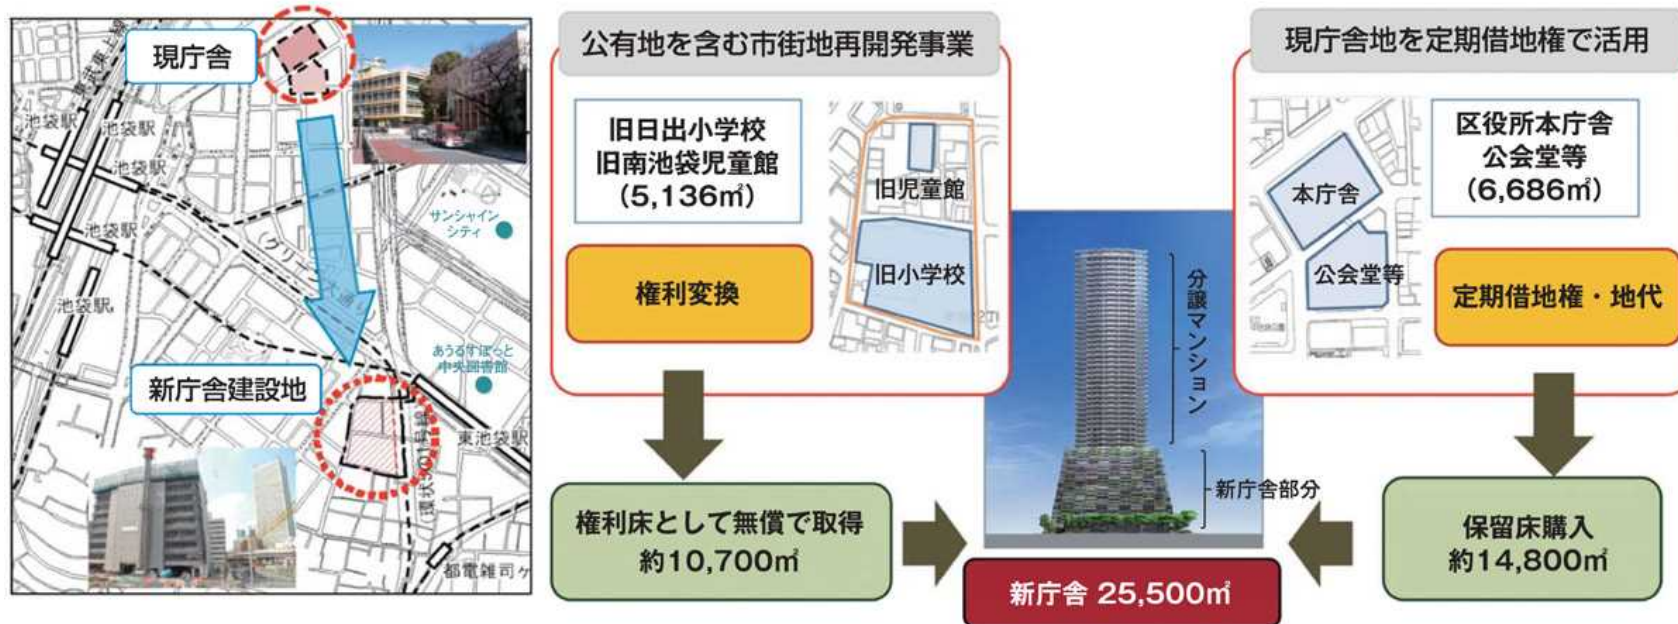 現庁舎
東武東上線
池袋駅
池袋駅
池袋駅
池袋駅
池袋駅
サンシャイン
シティ
あうるすぽっと
中央図書館
新庁舎建設地
東池袋駅
都電雑司ケ
公有地を含む市街地再開発事業
旧日出小学校
旧南池袋児童館
(5,136㎡)
権利変換
旧児童館
旧小学校
権利床として無償で取得
約10,700㎡
分譲マンション
新庁舎部分
新庁舎 25,500㎡
現庁舎地を定期借地権で活用
本庁舎
公会堂等
区役所本庁舎
公会堂等
(6,686㎡)
定期借地権・地代
保留床購入
約14,800㎡